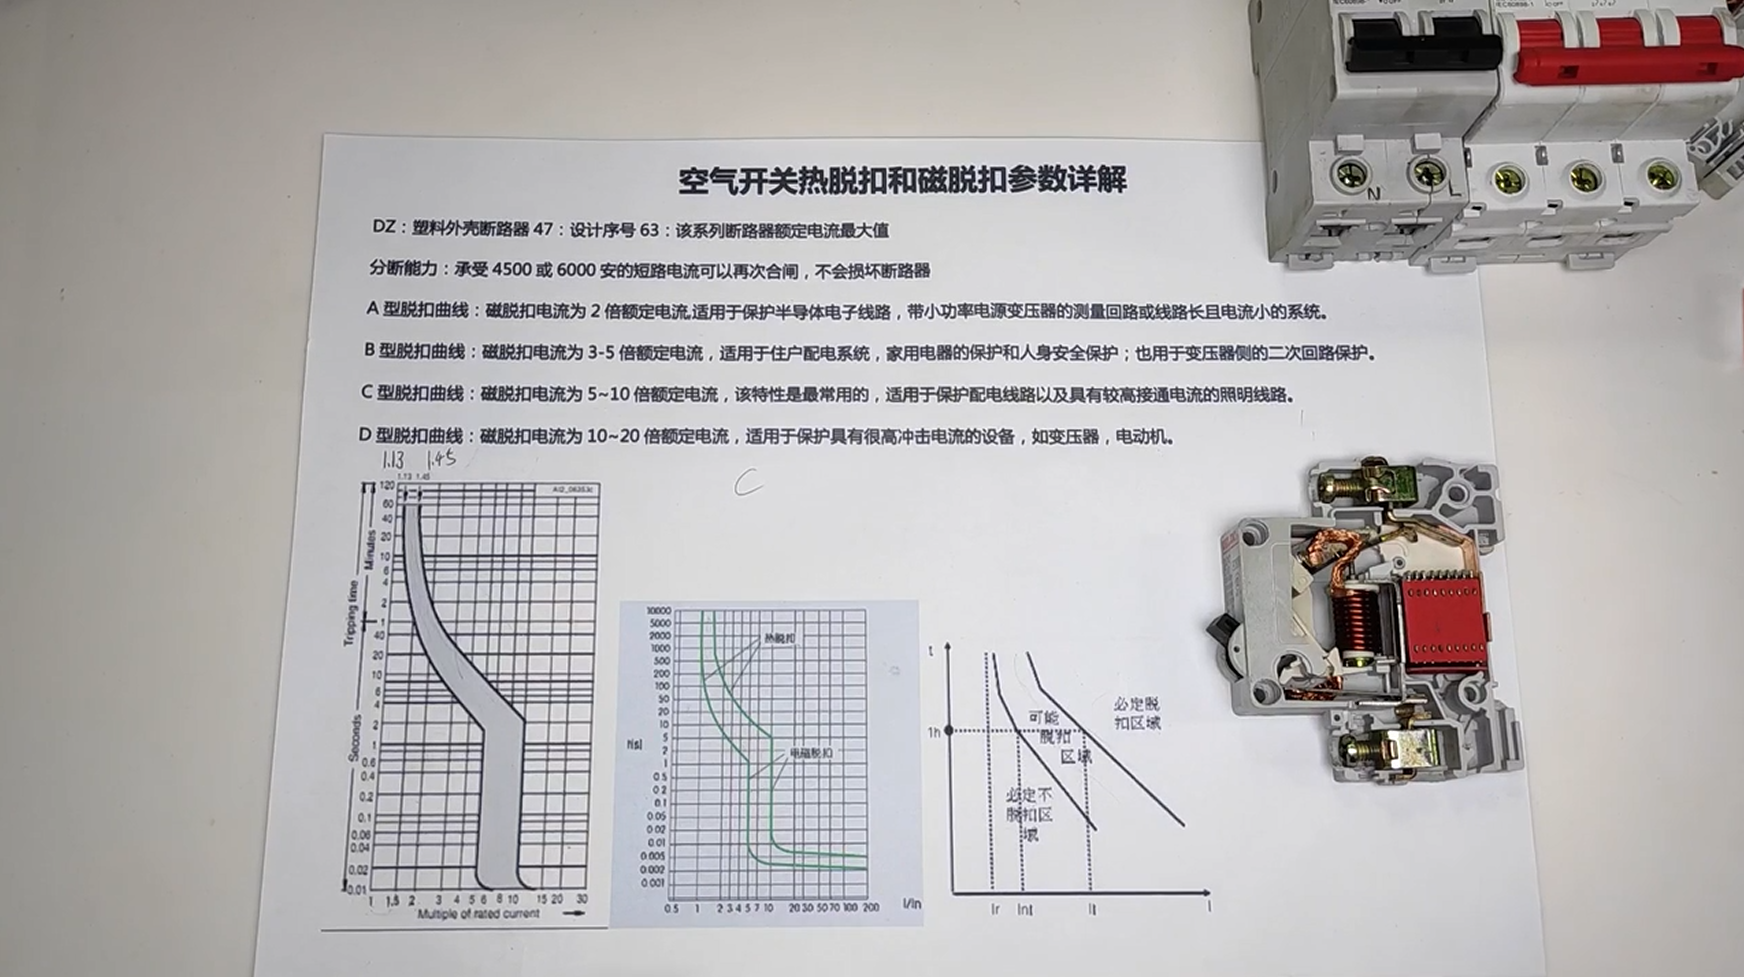 空气开关热脱扣和磁脱扣参数详解
DZ：塑料外壳断路器 47：设计序号 63：该系列断路器额定电流最大值
分断能力：承受 4500 或 6000 安的短路电流可以再次合闸，不会损坏断路器
A 型脱扣曲线：磁脱扣电流为 2 倍额定电流,适用于保护半导体电子线路，带小功率电源变压器的测量回路或线路长且电流小的系统。
B 型脱扣曲线：磁脱扣电流为 3-5 倍额定电流，适用于住户配电系统，家用电器的保护和人身安全保护；也用于变压器侧的二次回路保护。
C 型脱扣曲线：磁脱扣电流为 5~10 倍额定电流，该特性是最常用的，适用于保护配电线路以及具有较高接通电流的照明线路。
D 型脱扣曲线：磁脱扣电流为 10~20 倍额定电流，适用于保护具有很高冲击电流的设备，如变压器，电动机。
1.13 1.45
C
1.13 1.45
Tripping time
Minutes
Seconds
120
60
40
20
10
6
4
2
1
40
20
10
6
4
2
1
0.6
0.4
0.2
0.1
0.06
0.04
0.02
0.01
1 1,5 2 3 4 5 6 8 10 15 20 30
Multiple of rated current
10000
5000
2000
1000
500
200
100
50
20
10
5
2
1
0.5
0.2
0.1
0.05
0.02
0.01
0.005
0.002
0.001
热脱扣
电磁脱扣
0.5 1 2 3 4 5 7 10 20 30 50 70 100 200
I/In
t
1h
可能
脱扣
区域
必定脱
扣区域
必定不
脱扣区
域
Ir Int It I
N L